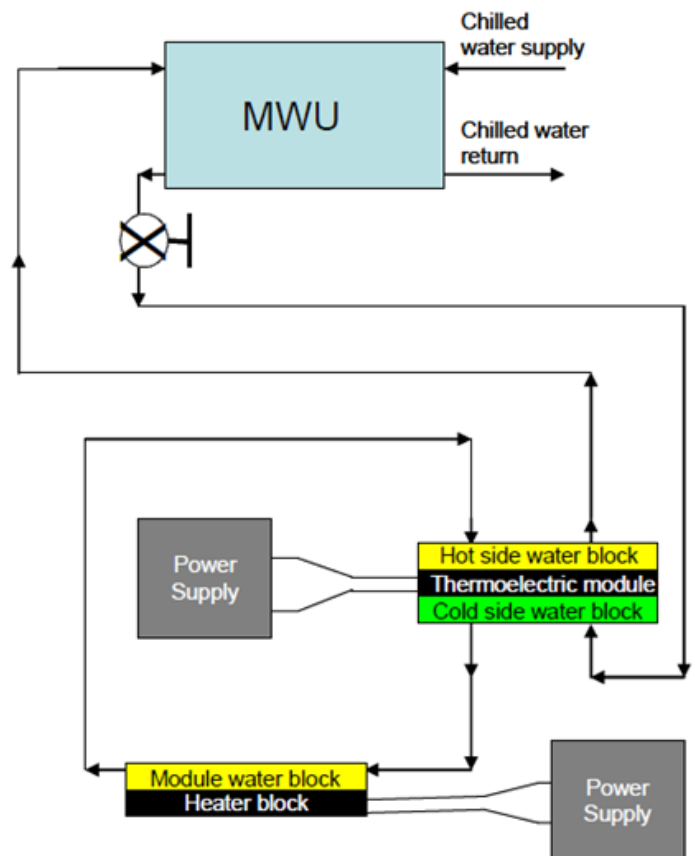 Chilled
water supply
MWU
Chilled water
return
Power
Supply
Hot side water block
Thermoelectric module
Cold side water block
Module water block
Heater block
Power
Supply